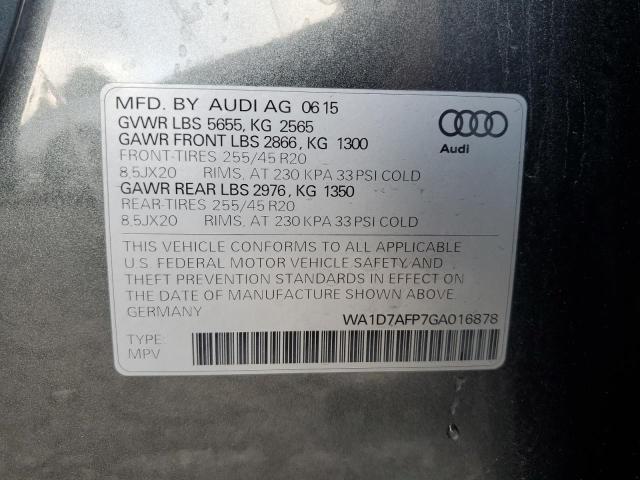 MFD. BY AUDI AG 06 15
GVWR LBS 5655, KG 2565
GAWR FRONT LBS 2866, KG 1300
FRONT-TIRES 255/45 R20
8,5JX20 RIMS, AT 230 KPA 33 PSI COLD
GAWR REAR LBS 2976, KG 1350
REAR-TIRES 255/45 R20
8,5JX20 RIMS, AT 230 KPA 33 PSI COLD
Audi
THIS VEHICLE CONFORMS TO ALL APPLICABLE
U.S. FEDERAL MOTOR VEHICLE SAFETY, AND
THEFT PREVENTION STANDARDS IN EFFECT ON
THE DATE OF MANUFACTURE SHOWN ABOVE.
GERMANY
WA1D7AFP7GA016878
TYPE:
MPV